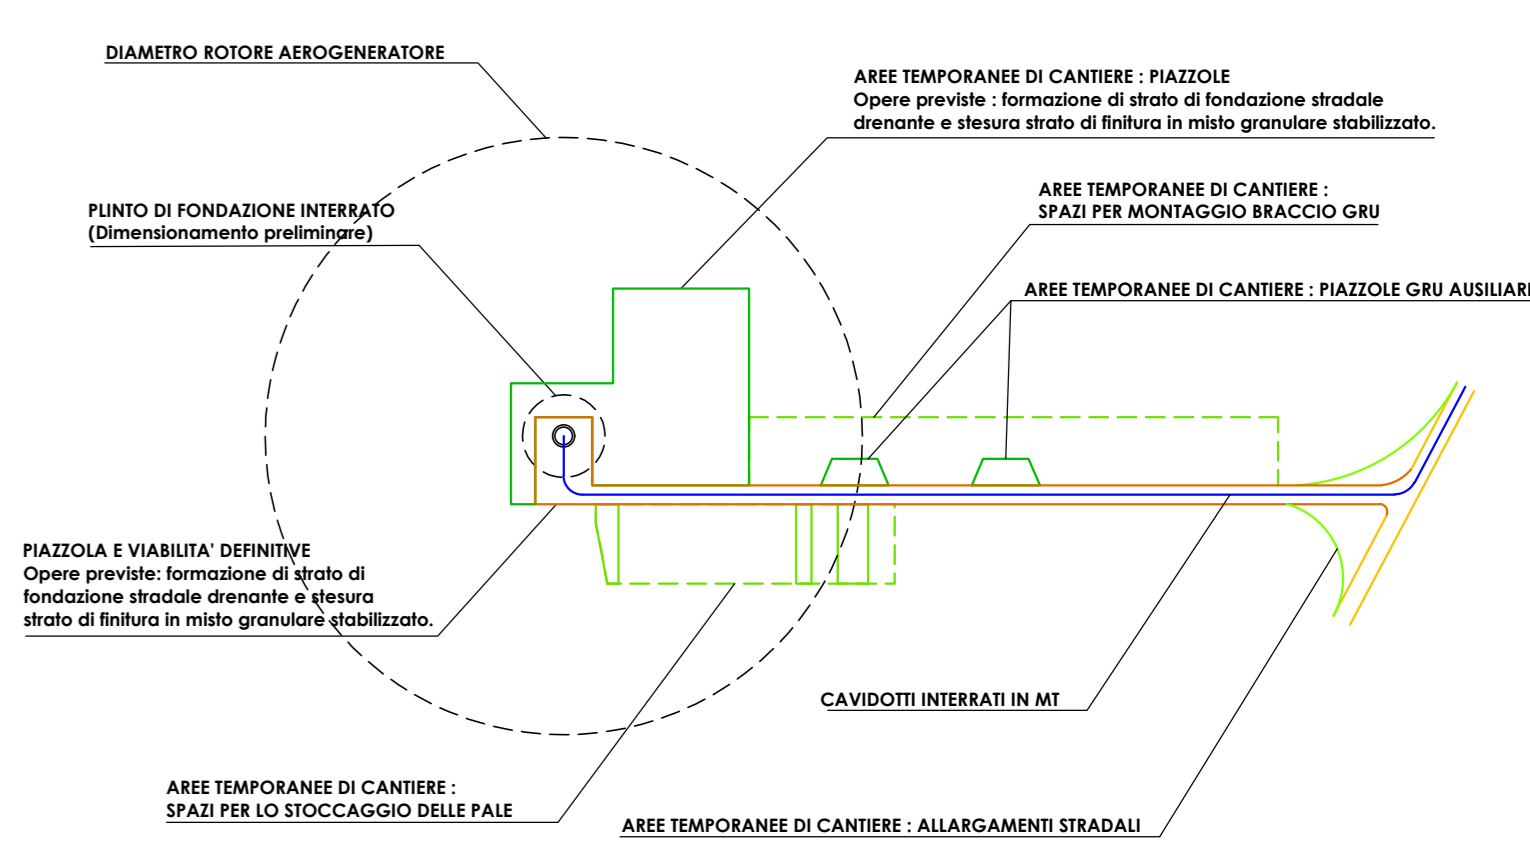 DIAMETRO ROTORE AEROGENERATORE
AREE TEMPORANEE DI CANTIERE : PIAZZOLE
Opere previste : formazione di strato di fondazione stradale
drenante e stesura strato di finitura in misto granulare stabilizzato.
AREE TEMPORANEE DI CANTIERE :
SPAZI PER MONTAGGIO BRACCIO GRU
PLINTO DI FONDAZIONE INTERRATO
(Dimensionamento preliminare)
AREE TEMPORANEE DI CANTIERE : PIAZZOLE GRU AUSILIARI
PIAZZOLA E VIABILITA' DEFINITIVE
Opere previste: formazione di strato di
fondazione stradale drenante e stesura
strato di finitura in misto granulare stabilizzato.
CAVIDOTTI INTERRATI IN MT
AREE TEMPORANEE DI CANTIERE :
SPAZI PER LO STOCCAGGIO DELLE PALE
AREE TEMPORANEE DI CANTIERE : ALLARGAMENTI STRADALI